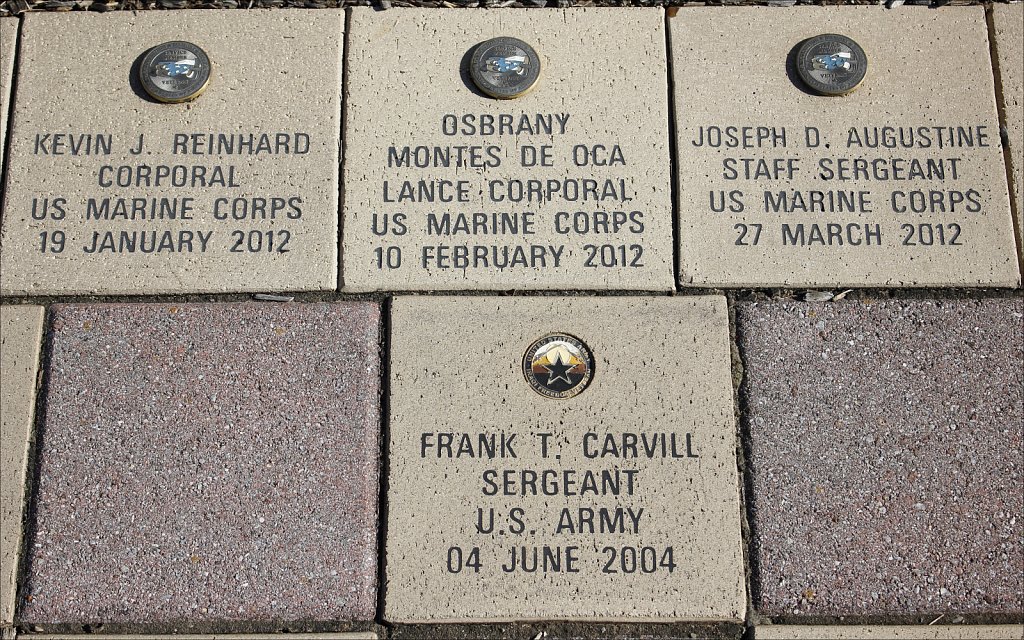 KEVIN J. REINHARD
CORPORAL
US MARINE CORPS
19 JANUARY 2012
OSBRANY
MONTES DE OCA
LANCE CORPORAL
US MARINE CORPS
10 FEBRUARY 2012
JOSEPH D. AUGUSTINE
STAFF SERGEANT
US MARINE CORPS
27 MARCH 2012
FRANK T. CARVILL
SERGEANT
U.S. ARMY
04 JUNE 2004